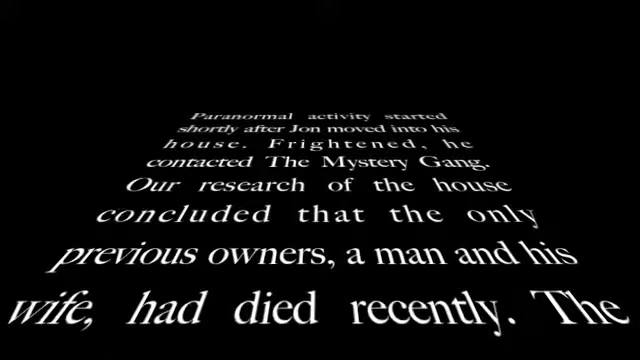 Paranormal activity started
shortly after Jon moved into his
house. Frightened, he
contacted The Mystery Gang.
Our research of the house
concluded that the only
previous owners, a man and his
wife, had died recently. The